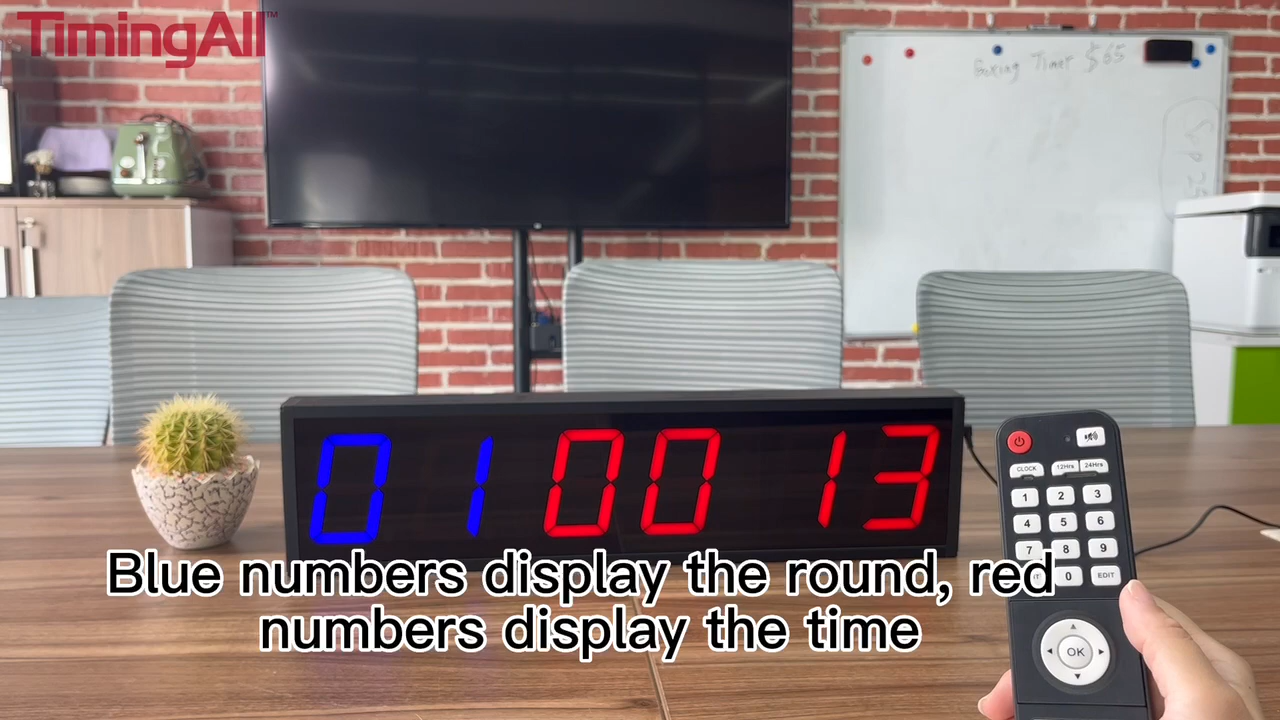 TimingAll™
Boxing Timer $65
01 00 13
CLOCK 12Hrs 24Hrs
1 2 3
4 5 6
7 8 9
0 EDIT
OK
Blue numbers display the round, red
numbers display the time